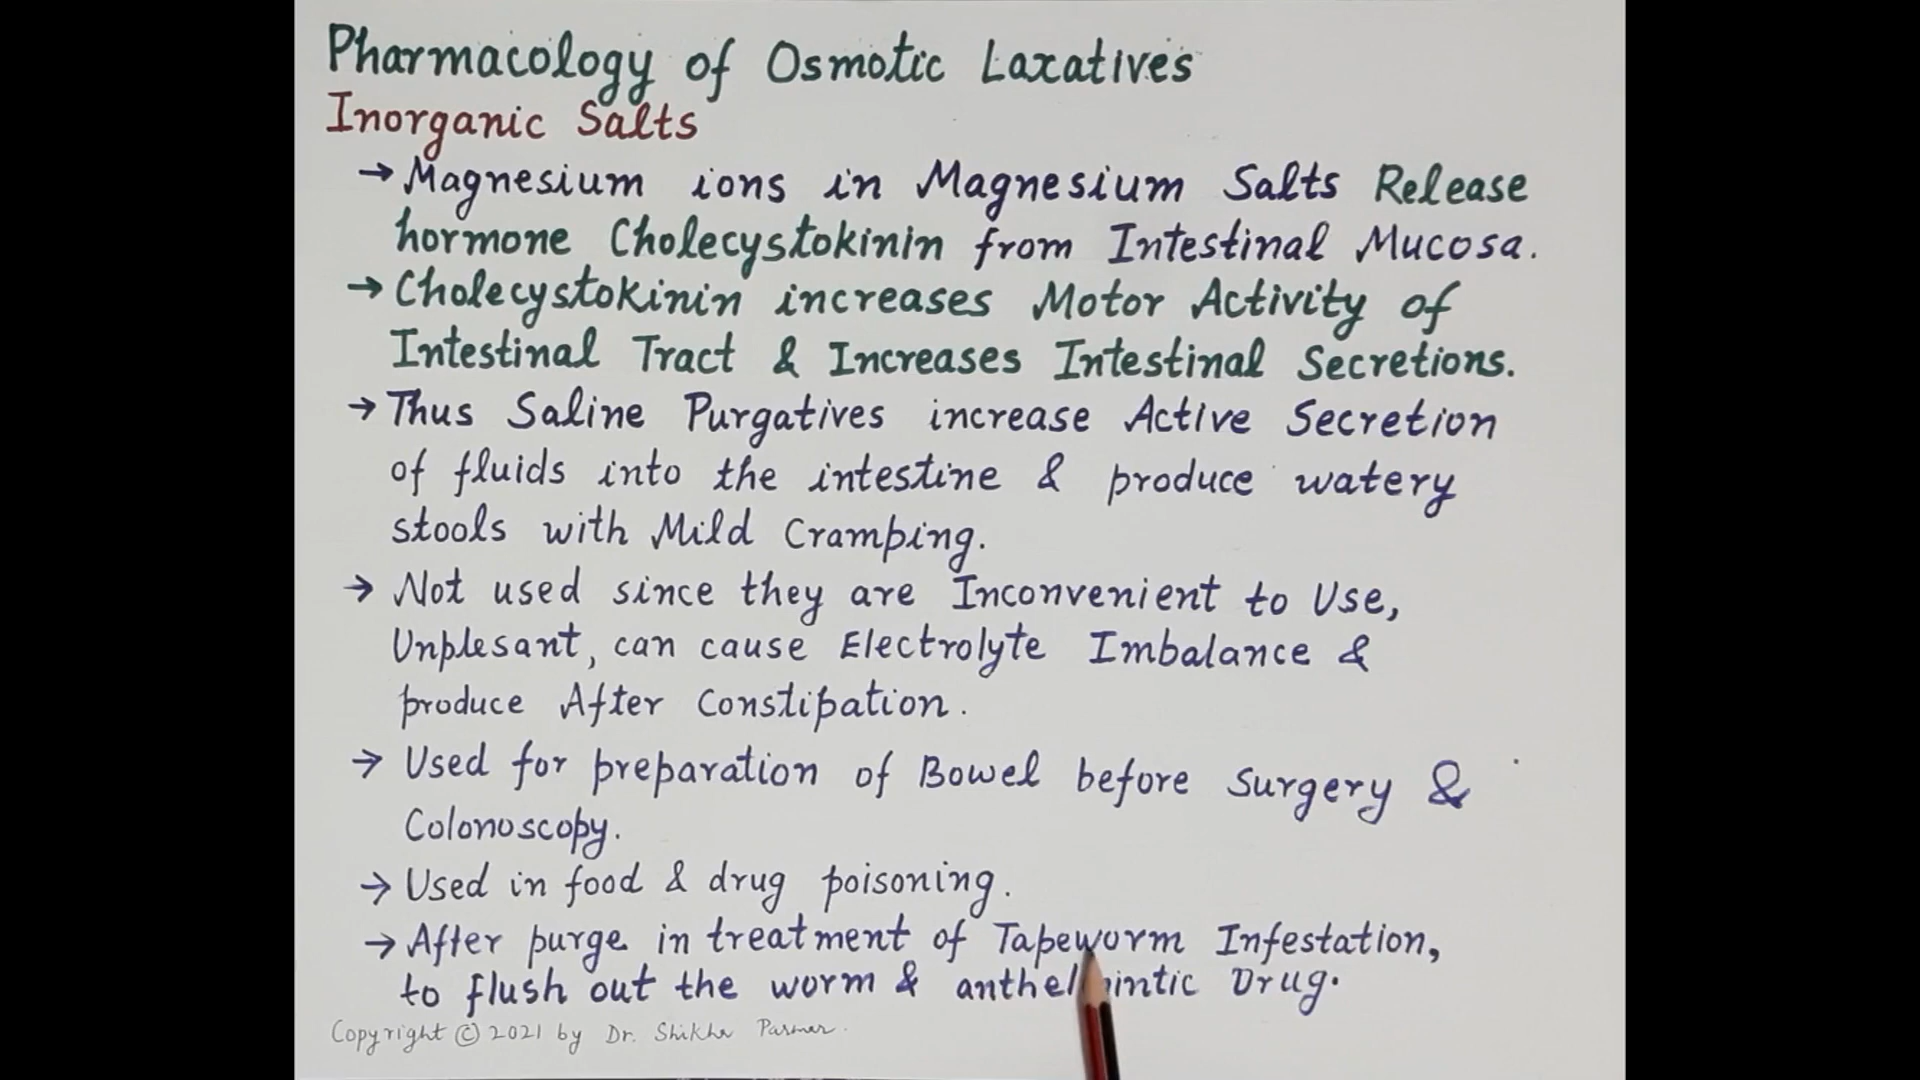 Pharmacology of Osmotic Laxatives
Inorganic Salts
→ Magnesium ions in Magnesium Salts Release
hormone Cholecystokinin from Intestinal Mucosa.
→ Cholecystokinin increases Motor Activity of
Intestinal Tract & Increases Intestinal Secretions.
→ Thus Saline Purgatives increase Active Secretion
of fluids into the intestine & produce watery
stools with Mild Cramping.
→ Not used since they are Inconvenient to Use,
Unplesant, can cause Electrolyte Imbalance &
produce After Constipation.
→ Used for preparation of Bowel before surgery &
Colonoscopy.
→ Used in food & drug poisoning.
→ After purge in treatment of Tapeworm Infestation,
to flush out the worm & Drug.
Copyright © 2021 by Dr. Shikha Parmar.